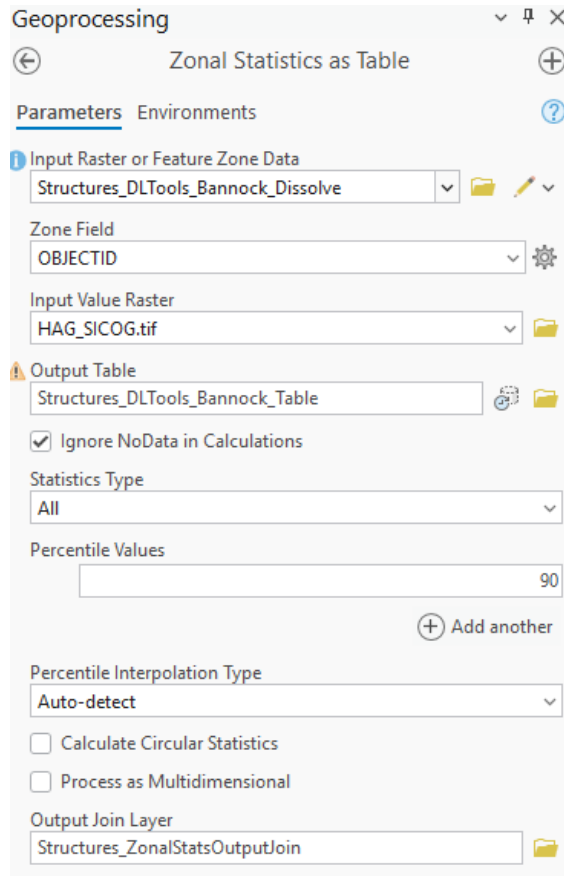 Geoprocessing
Zonal Statistics as Table
Parameters Environments
Input Raster or Feature Zone Data
Structures_DLTools_Bannock_Dissolve
Zone Field
OBJECTID
Input Value Raster
HAG_SICOG.tif
Output Table
Structures_DLTools_Bannock_Table
Ignore NoData in Calculations
Statistics Type
All
Percentile Values
90
Add another
Percentile Interpolation Type
Auto-detect
Calculate Circular Statistics
Process as Multidimensional
Output Join Layer
Structures_ZonalStatsOutputJoin